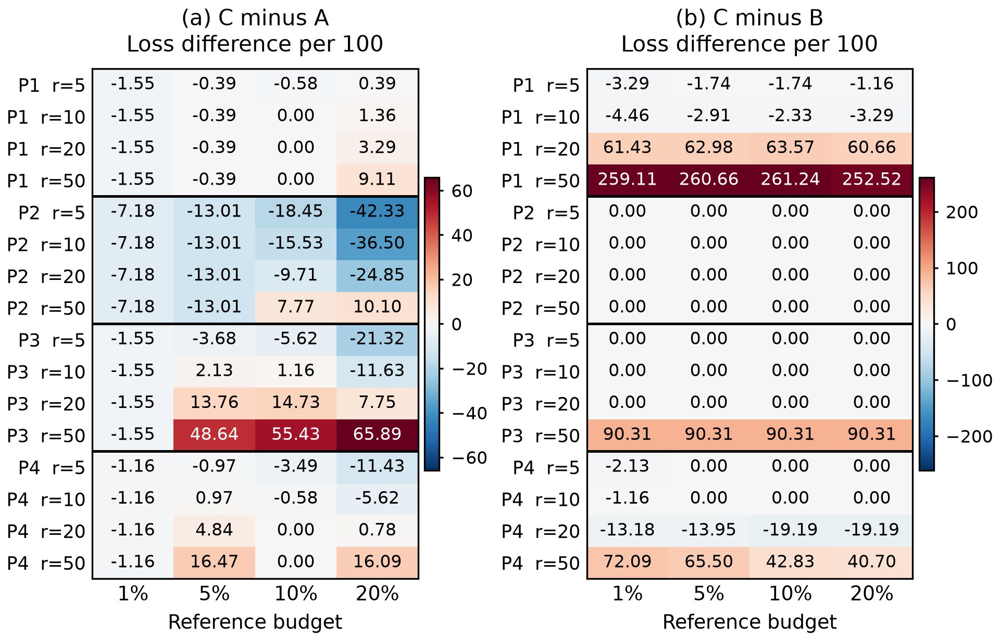 (a) C minus A
Loss difference per 100
P1 r=5 -1.55 -0.39 -0.58 0.39
P1 r=10 -1.55 -0.39 0.00 1.36
P1 r=20 -1.55 -0.39 0.00 3.29
P1 r=50 -1.55 -0.39 0.00 9.11
P2 r=5 -7.18 -13.01 -18.45 -42.33
P2 r=10 -7.18 -13.01 -15.53 -36.50
P2 r=20 -7.18 -13.01 -9.71 -24.85
P2 r=50 -7.18 -13.01 7.77 10.10
P3 r=5 -1.55 -3.68 -5.62 -21.32
P3 r=10 -1.55 2.13 1.16 -11.63
P3 r=20 -1.55 13.76 14.73 7.75
P3 r=50 -1.55 48.64 55.43 65.89
P4 r=5 -1.16 -0.97 -3.49 -11.43
P4 r=10 -1.16 0.97 -0.58 -5.62
P4 r=20 -1.16 4.84 0.00 0.78
P4 r=50 -1.16 16.47 0.00 16.09
1% 5% 10% 20%
Reference budget
60
40
20
0
−20
−40
−60
(b) C minus B
Loss difference per 100
P1 r=5 -3.29 -1.74 -1.74 -1.16
P1 r=10 -4.46 -2.91 -2.33 -3.29
P1 r=20 61.43 62.98 63.57 60.66
P1 r=50 259.11 260.66 261.24 252.52
P2 r=5 0.00 0.00 0.00 0.00
P2 r=10 0.00 0.00 0.00 0.00
P2 r=20 0.00 0.00 0.00 0.00
P2 r=50 0.00 0.00 0.00 0.00
P3 r=5 0.00 0.00 0.00 0.00
P3 r=10 0.00 0.00 0.00 0.00
P3 r=20 0.00 0.00 0.00 0.00
P3 r=50 90.31 90.31 90.31 90.31
P4 r=5 -2.13 0.00 0.00 0.00
P4 r=10 -1.16 0.00 0.00 0.00
P4 r=20 -13.18 -13.95 -19.19 -19.19
P4 r=50 72.09 65.50 42.83 40.70
1% 5% 10% 20%
Reference budget
200
100
0
−100
−200